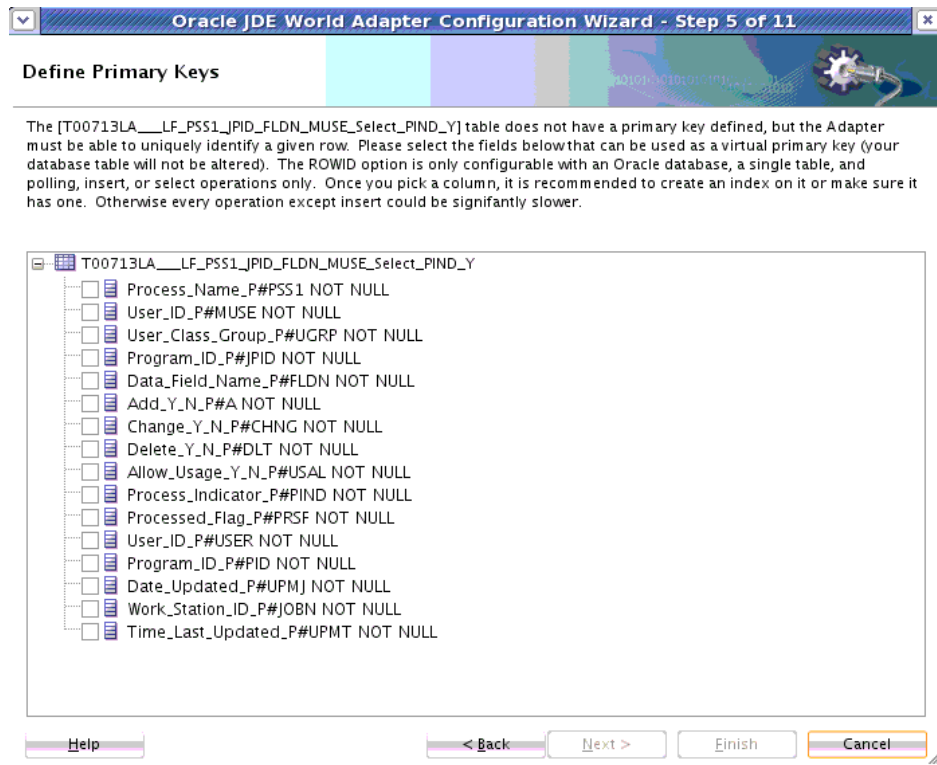 Oracle JDE World Adapter Configuration Wizard - Step 5 of 11
Define Primary Keys
The [T00713LA___LF_PSS1_JPID_FLDN_MUSE_Select_PIND_Y] table does not have a primary key defined, but the Adapter
must be able to uniquely identify a given row.  Please select the fields below that can be used as a virtual primary key (your
database table will not be altered).  The ROWID option is only configurable with an Oracle database, a single table, and
polling, insert, or select operations only.  Once you pick a column, it is recommended to create an index on it or make sure it
has one.  Otherwise every operation except insert could be signifantly slower.
T00713LA___LF_PSS1_JPID_FLDN_MUSE_Select_PIND_Y
Process_Name_P#PSS1 NOT NULL
User_ID_P#MUSE NOT NULL
User_Class_Group_P#UGRP NOT NULL
Program_ID_P#JPID NOT NULL
Data_Field_Name_P#FLDN NOT NULL
Add_Y_N_P#A NOT NULL
Change_Y_N_P#CHNG NOT NULL
Delete_Y_N_P#DLT NOT NULL
Allow_Usage_Y_N_P#USAL NOT NULL
Process_Indicator_P#PIND NOT NULL
Processed_Flag_P#PRSF NOT NULL
User_ID_P#USER NOT NULL
Program_ID_P#PID NOT NULL
Date_Updated_P#UPMJ NOT NULL
Work_Station_ID_P#JOBN NOT NULL
Time_Last_Updated_P#UPMT NOT NULL
Help
< Back
Next >
Finish
Cancel